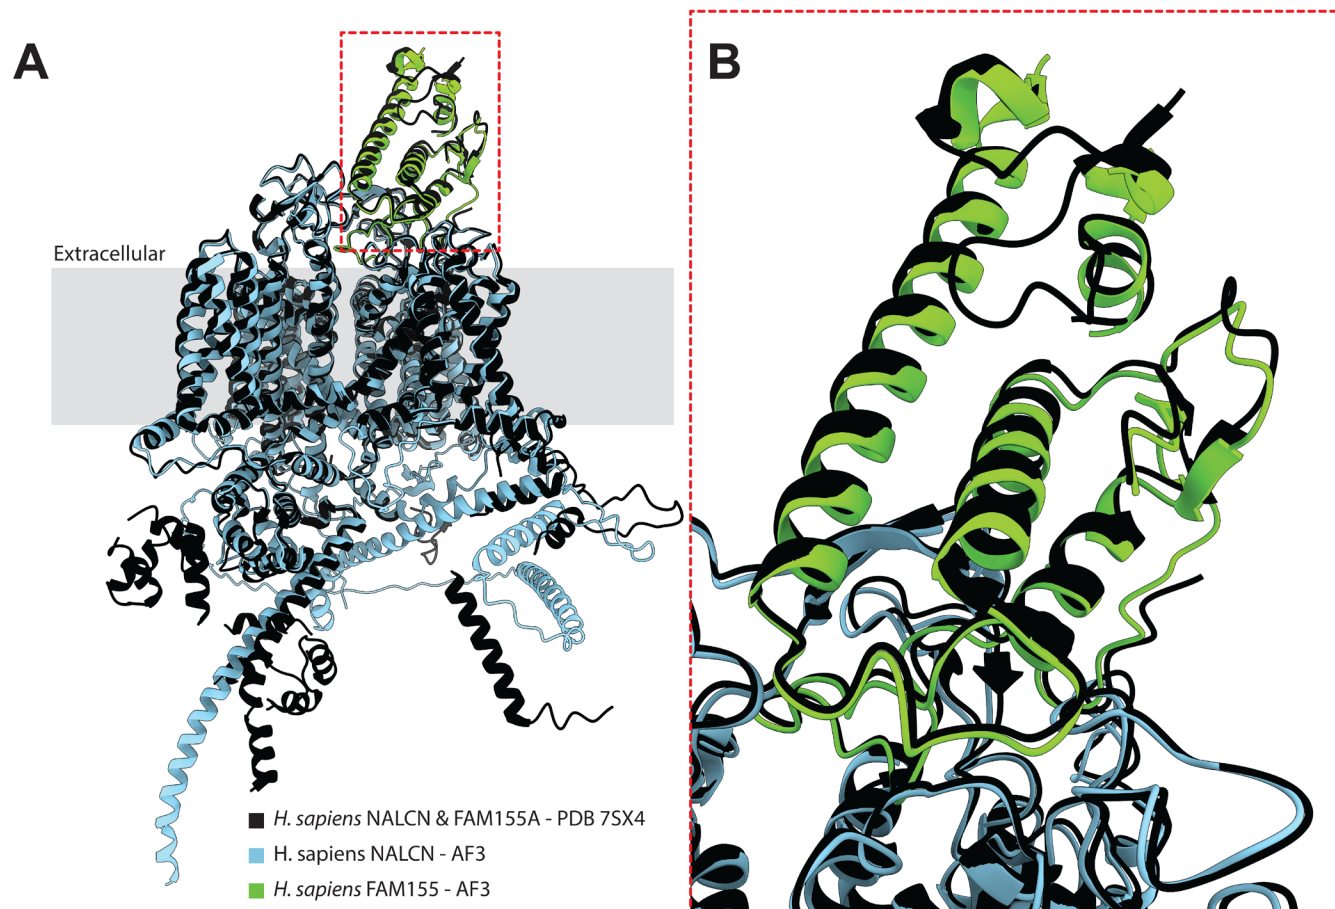 A
B
Extracellular
H. sapiens NALCN & FAM155A - PDB 7SX4
H. sapiens NALCN - AF3
H. sapiens FAM155 - AF3